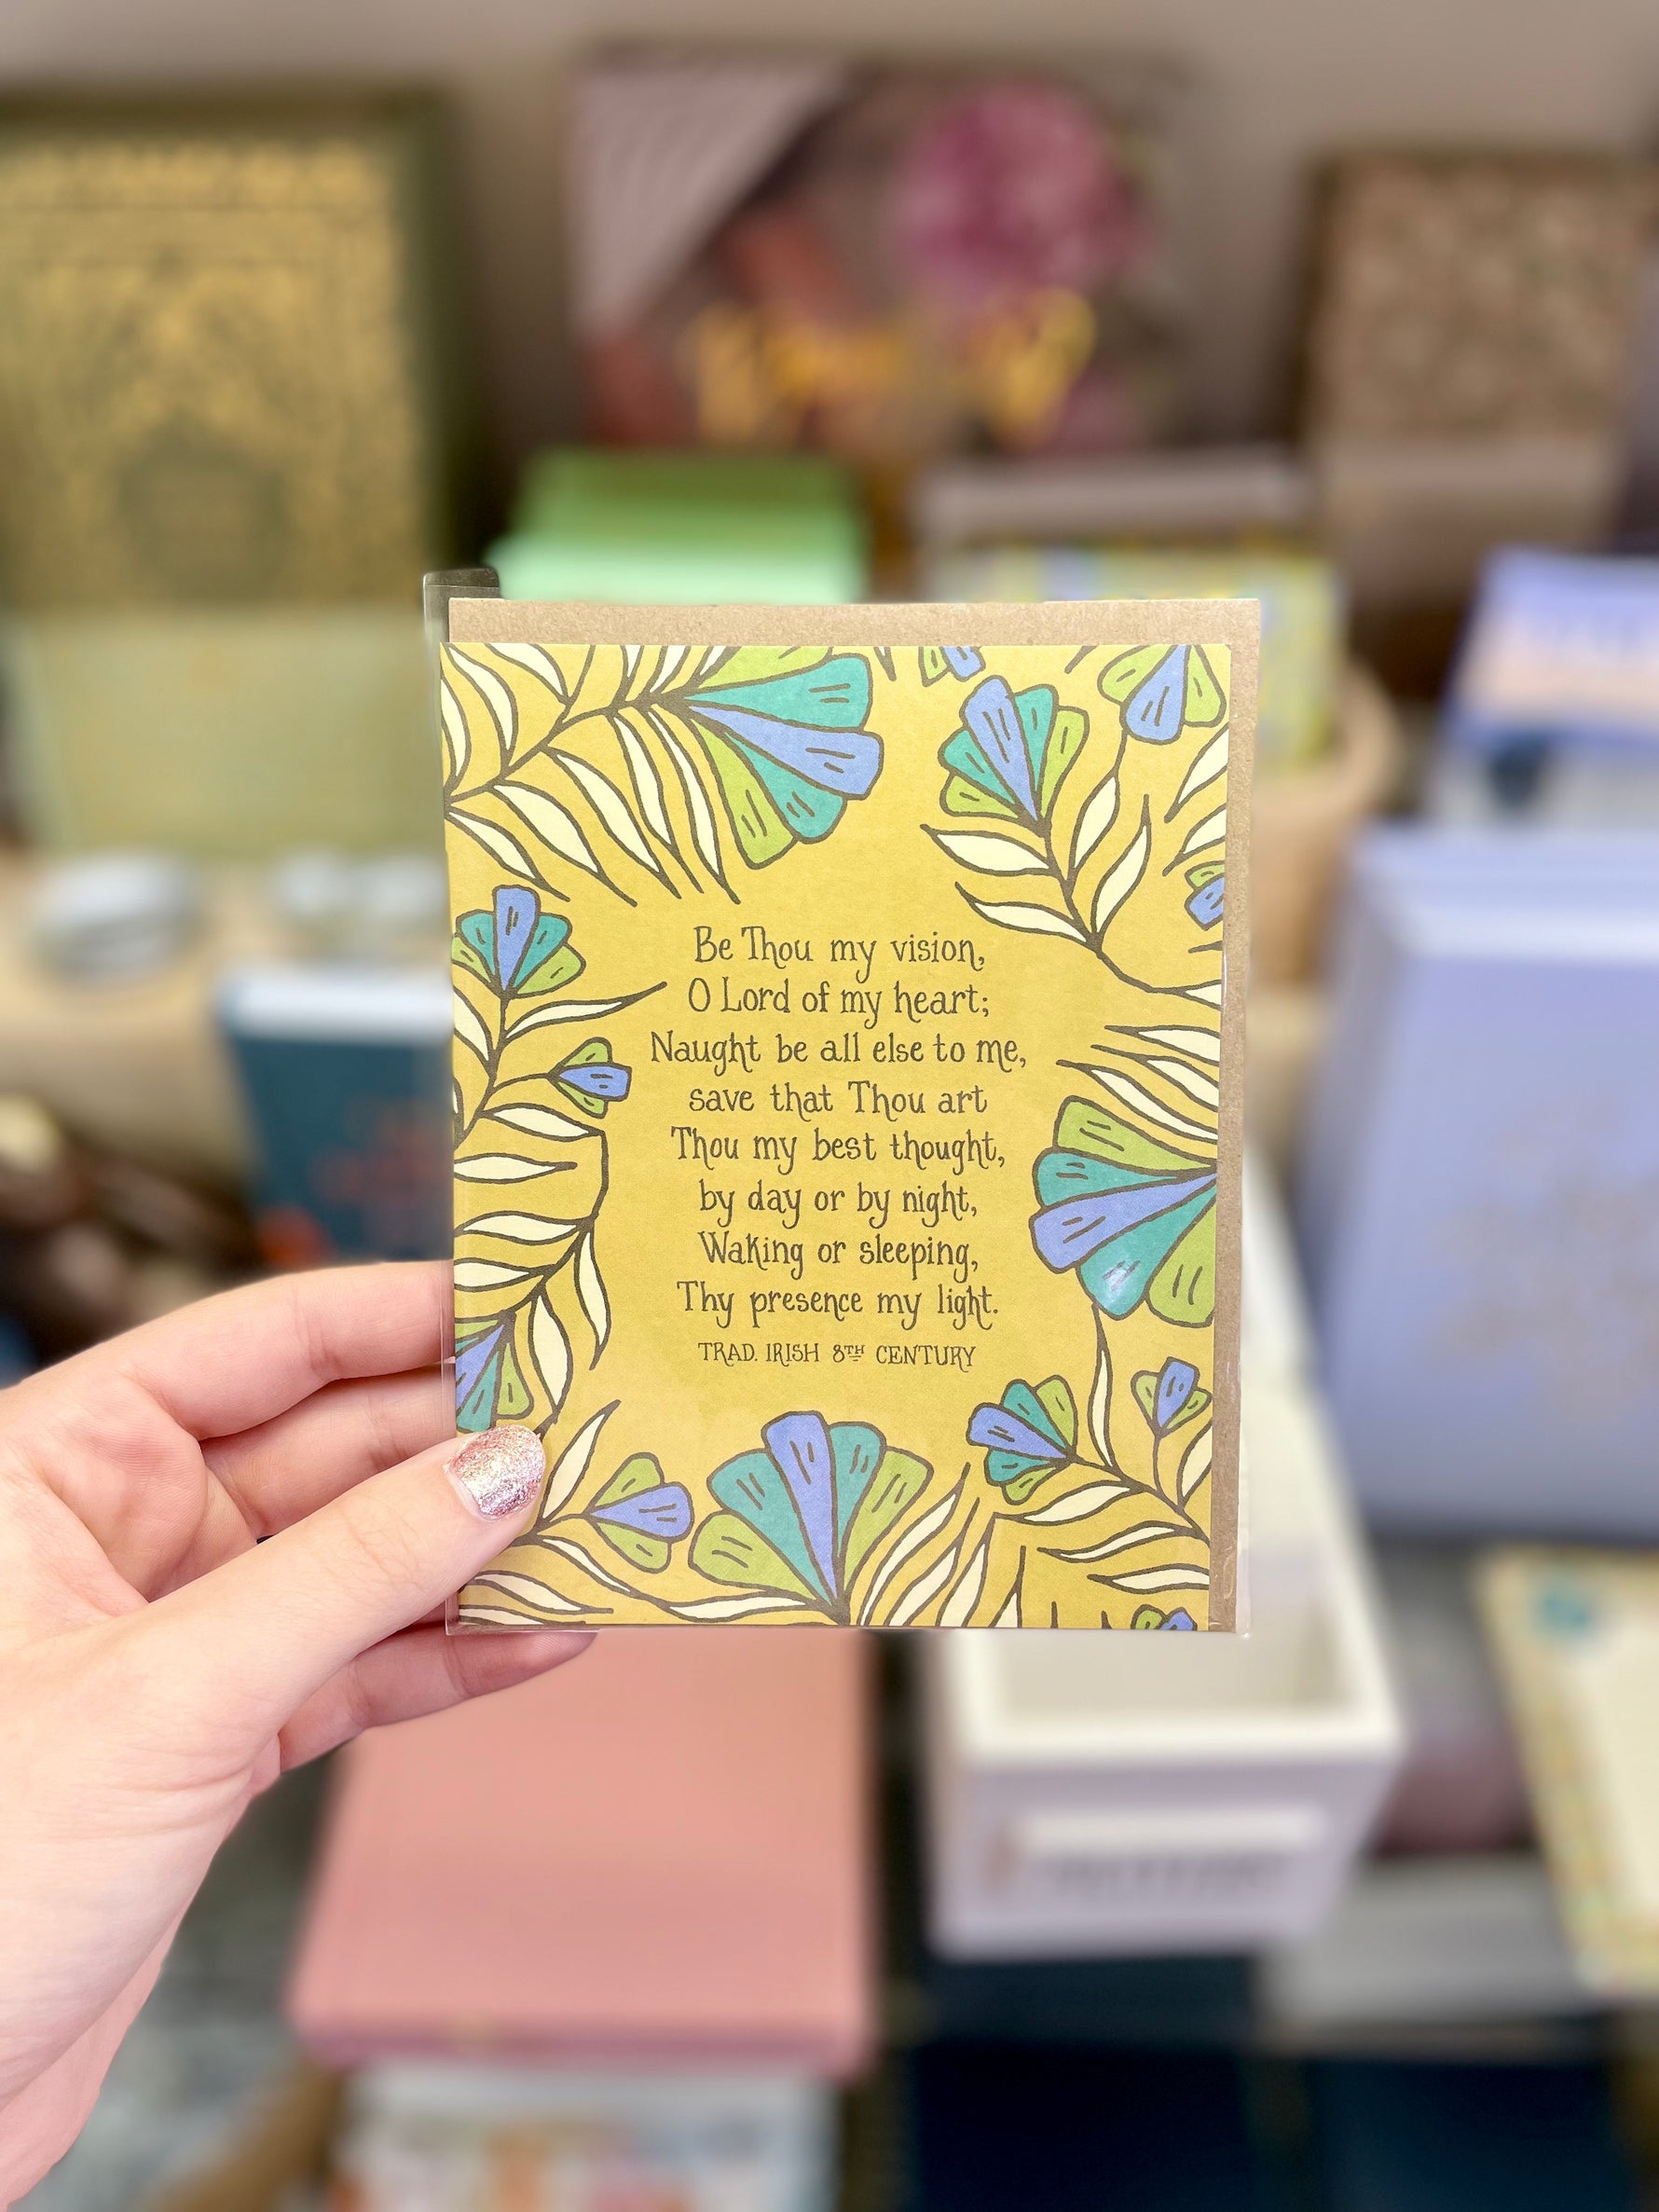 Be Thou my vision,
O Lord of my heart;
Naught be all else to me,
save that Thou art
Thou my best thought,
by day or by night,
Waking or sleeping,
Thy presence my light.
TRAD. IRISH 8TH CENTURY